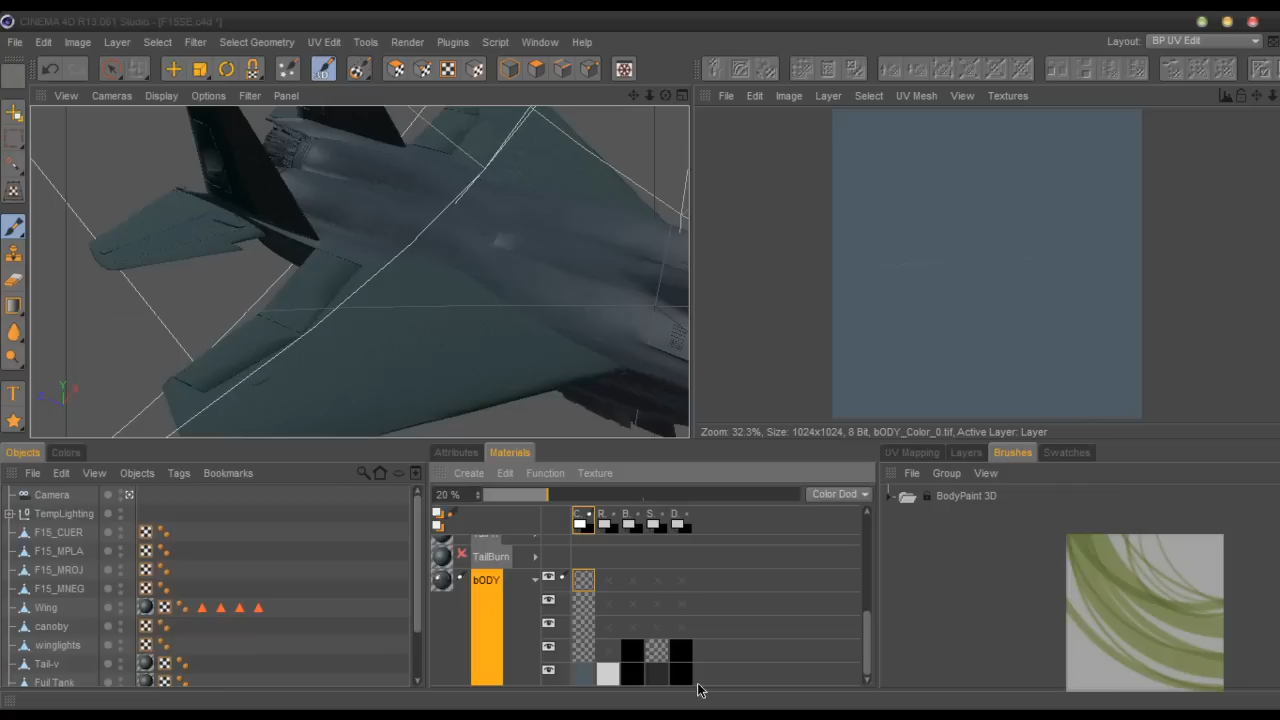 CINEMA 4D R13.061 Studio - [F15SE.c4d *]
File Edit Image Layer Select Filter Select Geometry UV Edit Tools Render Plugins Script Window Help Layout: BP UV Edit
View Cameras Display Options Filter Panel
File Edit Image Layer Select UV Mesh View Textures
Y
X
Z
Zoom: 32.3%, Size: 1024x1024, 8 Bit, bODY_Color_0.tif, Active Layer: Layer
Objects Colors
Attributes Materials
UV Mapping Layers Brushes Swatches
File Edit View Objects Tags Bookmarks
Create Edit Function Texture
File Group View
20 % Color Dod
Camera
TempLighting
F15_CUER
F15_MPLA
F15_MROJ
F15_MNEG
Wing
canoby
winglights
Tail-v
Fuil Tank
C. R. B. S. D.
TailBurn
bODY
BodyPaint 3D